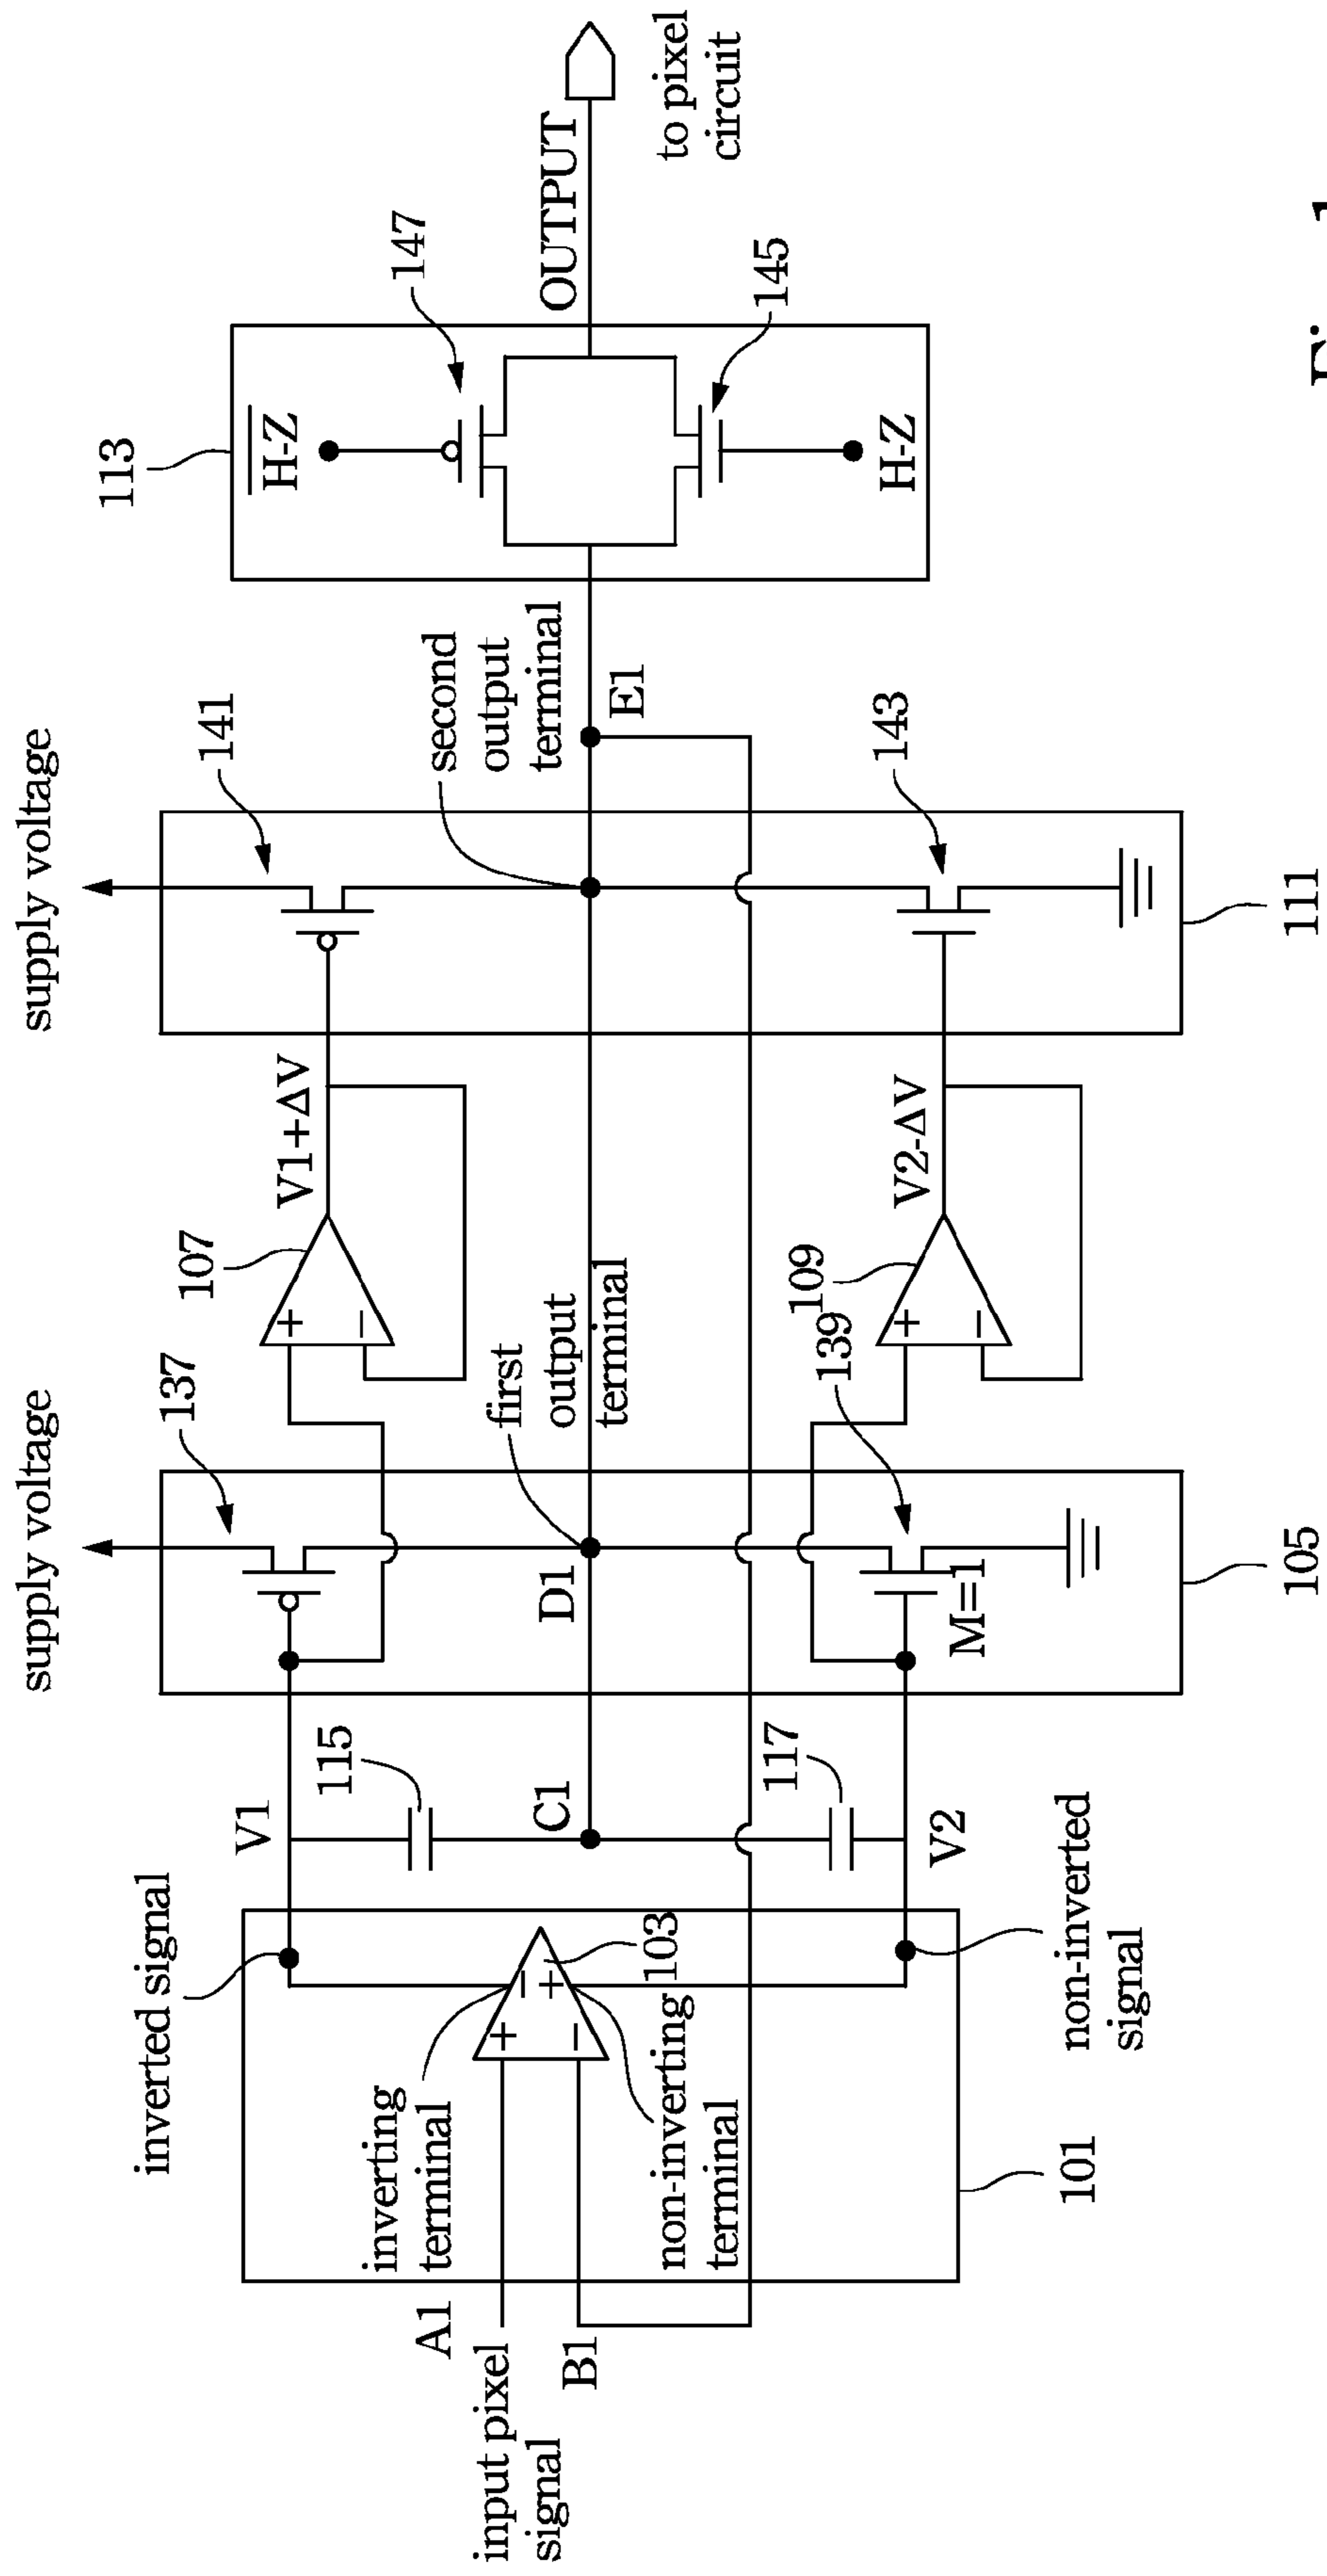 supply voltage
supply voltage
113
H-Z
147
OUTPUT
to pixel
circuit
145
H-Z
141
second
output
terminal
E1
143
111
V1+ΔV
107
+
−
V2-ΔV
109
+
−
137
first
output
terminal
D1
139
M=1
105
inverted signal
V1
115
C1
117
V2
non-inverted
signal
103
+
−
−
+
inverting
terminal
non-inverting
terminal
101
A1
input pixel
signal
B1